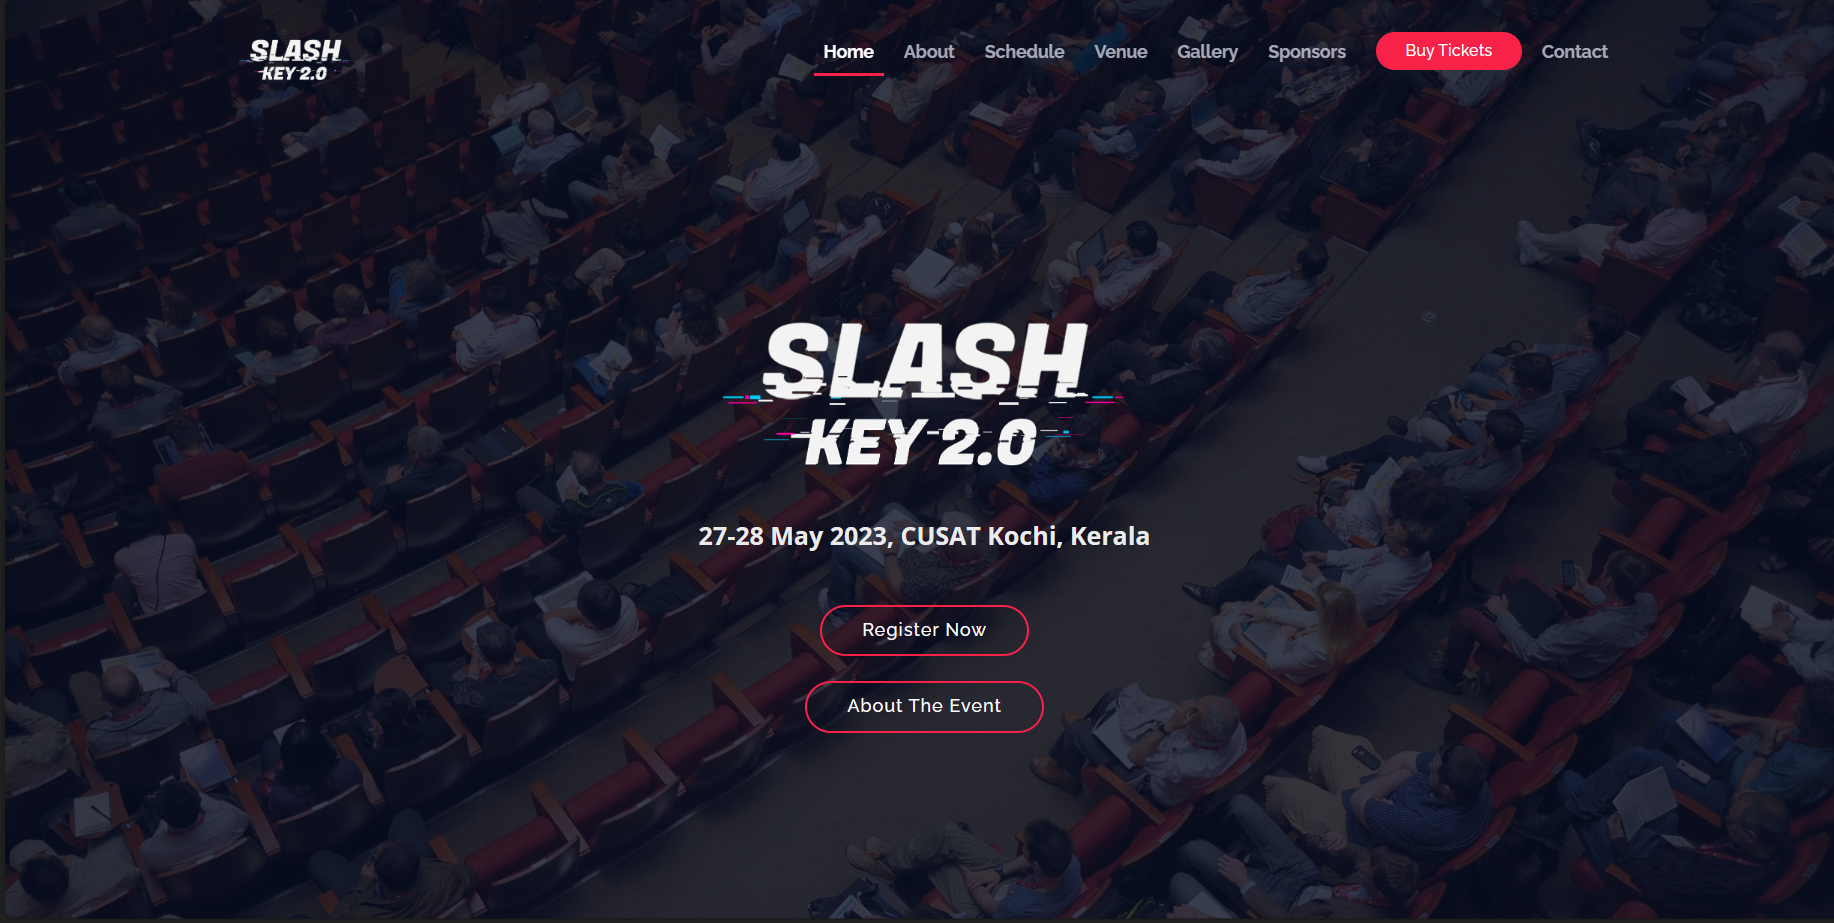 SLASH
KEY 2.0
Home About Schedule Venue Gallery Sponsors Buy Tickets Contact
SLASH
KEY 2.0
27-28 May 2023, CUSAT Kochi, Kerala
Register Now
About The Event